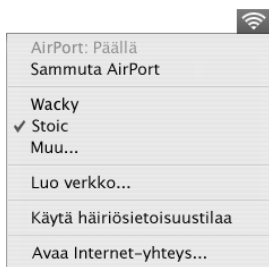 AirPort: Päällä
Sammuta AirPort
Wacky
Stoic
Muu...
Luo verkko...
Käytä häiriösietoisuustilaa
Avaa Internet-yhteys...